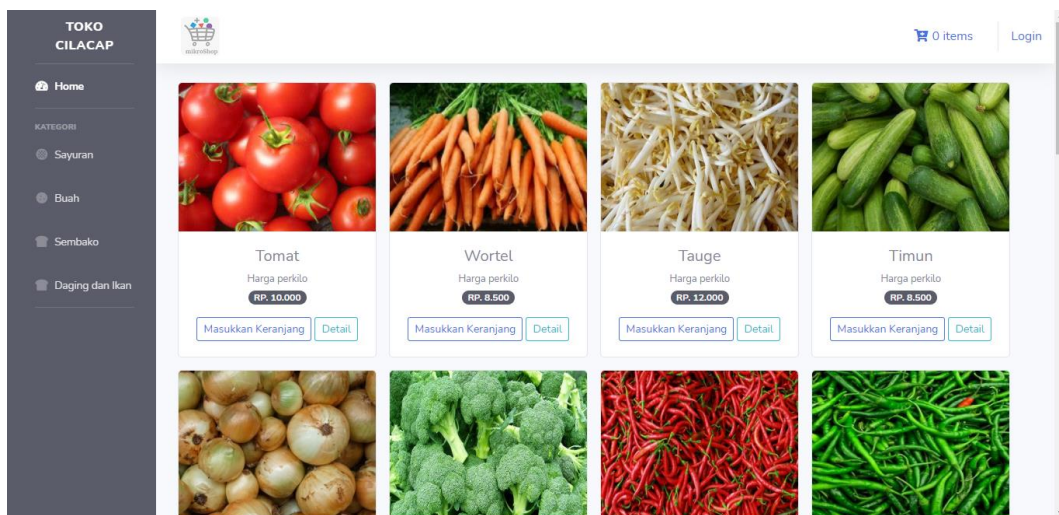 TOKO
CILACAP
mikroShop
0 items
Login
Home
KATEGORI
Sayuran
Buah
Sembako
Daging dan Ikan
Tomat
Harga perkilo
RP. 10.000
Masukkan Keranjang
Detail
Wortel
Harga perkilo
RP. 8.500
Masukkan Keranjang
Detail
Tauge
Harga perkilo
RP. 12.000
Masukkan Keranjang
Detail
Timun
Harga perkilo
RP. 8.500
Masukkan Keranjang
Detail